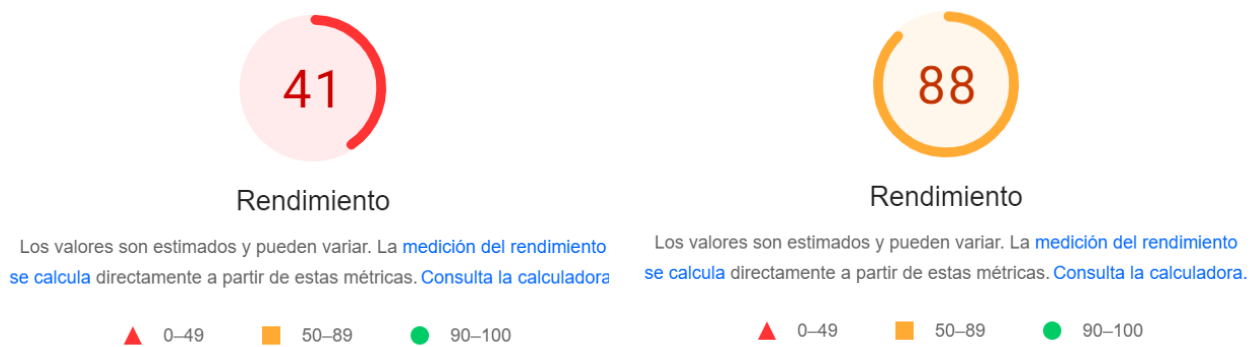 41
Rendimiento
Los valores son estimados y pueden variar. La medición del rendimiento
se calcula directamente a partir de estas métricas. Consulta la calculadora
0–49 50–89 90–100
88
Rendimiento
Los valores son estimados y pueden variar. La medición del rendimiento
se calcula directamente a partir de estas métricas. Consulta la calculadora.
0–49 50–89 90–100